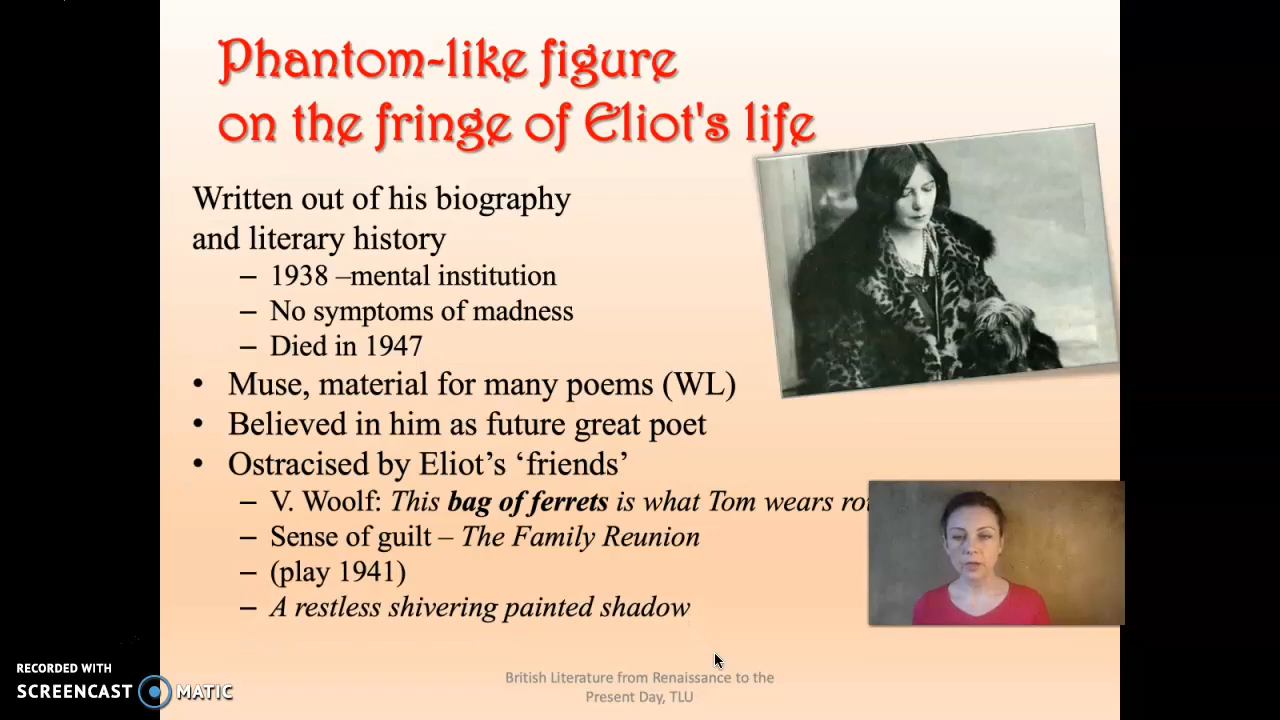 Phantom-like figure
on the fringe of Eliot's life
Written out of his biography
and literary history
– 1938 –mental institution
– No symptoms of madness
– Died in 1947
• Muse, material for many poems (WL)
• Believed in him as future great poet
• Ostracised by Eliot’s ‘friends’
– V. Woolf: This bag of ferrets is what Tom wears
– Sense of guilt – The Family Reunion
– (play 1941)
– A restless shivering painted shadow
RECORDED WITH
SCREENCAST MATIC
British Literature from Renaissance to the
Present Day, TLU